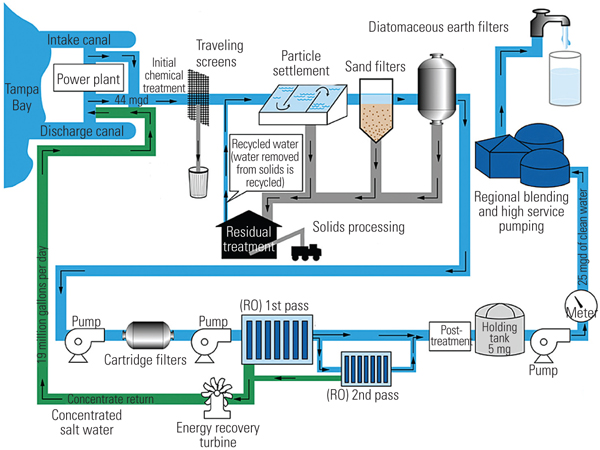 Intake canal
Tampa
Bay
Power plant
44 mgd
Discharge canal
Initial
chemical
treatment
Traveling
screens
Particle
settlement
Sand filters
Diatomaceous earth filters
Recycled water
(water removed
from solids is
recycled)
Residual
treatment
Solids processing
Regional blending
and high service
pumping
25 mgd of clean water
Meter
19 million gallons per day
Pump
Cartridge filters
Pump
(RO) 1st pass
(RO) 2nd pass
Post-
treatment
Holding
tank
5 mg
Pump
Concentrate return
Concentrated
salt water
Energy recovery
turbine